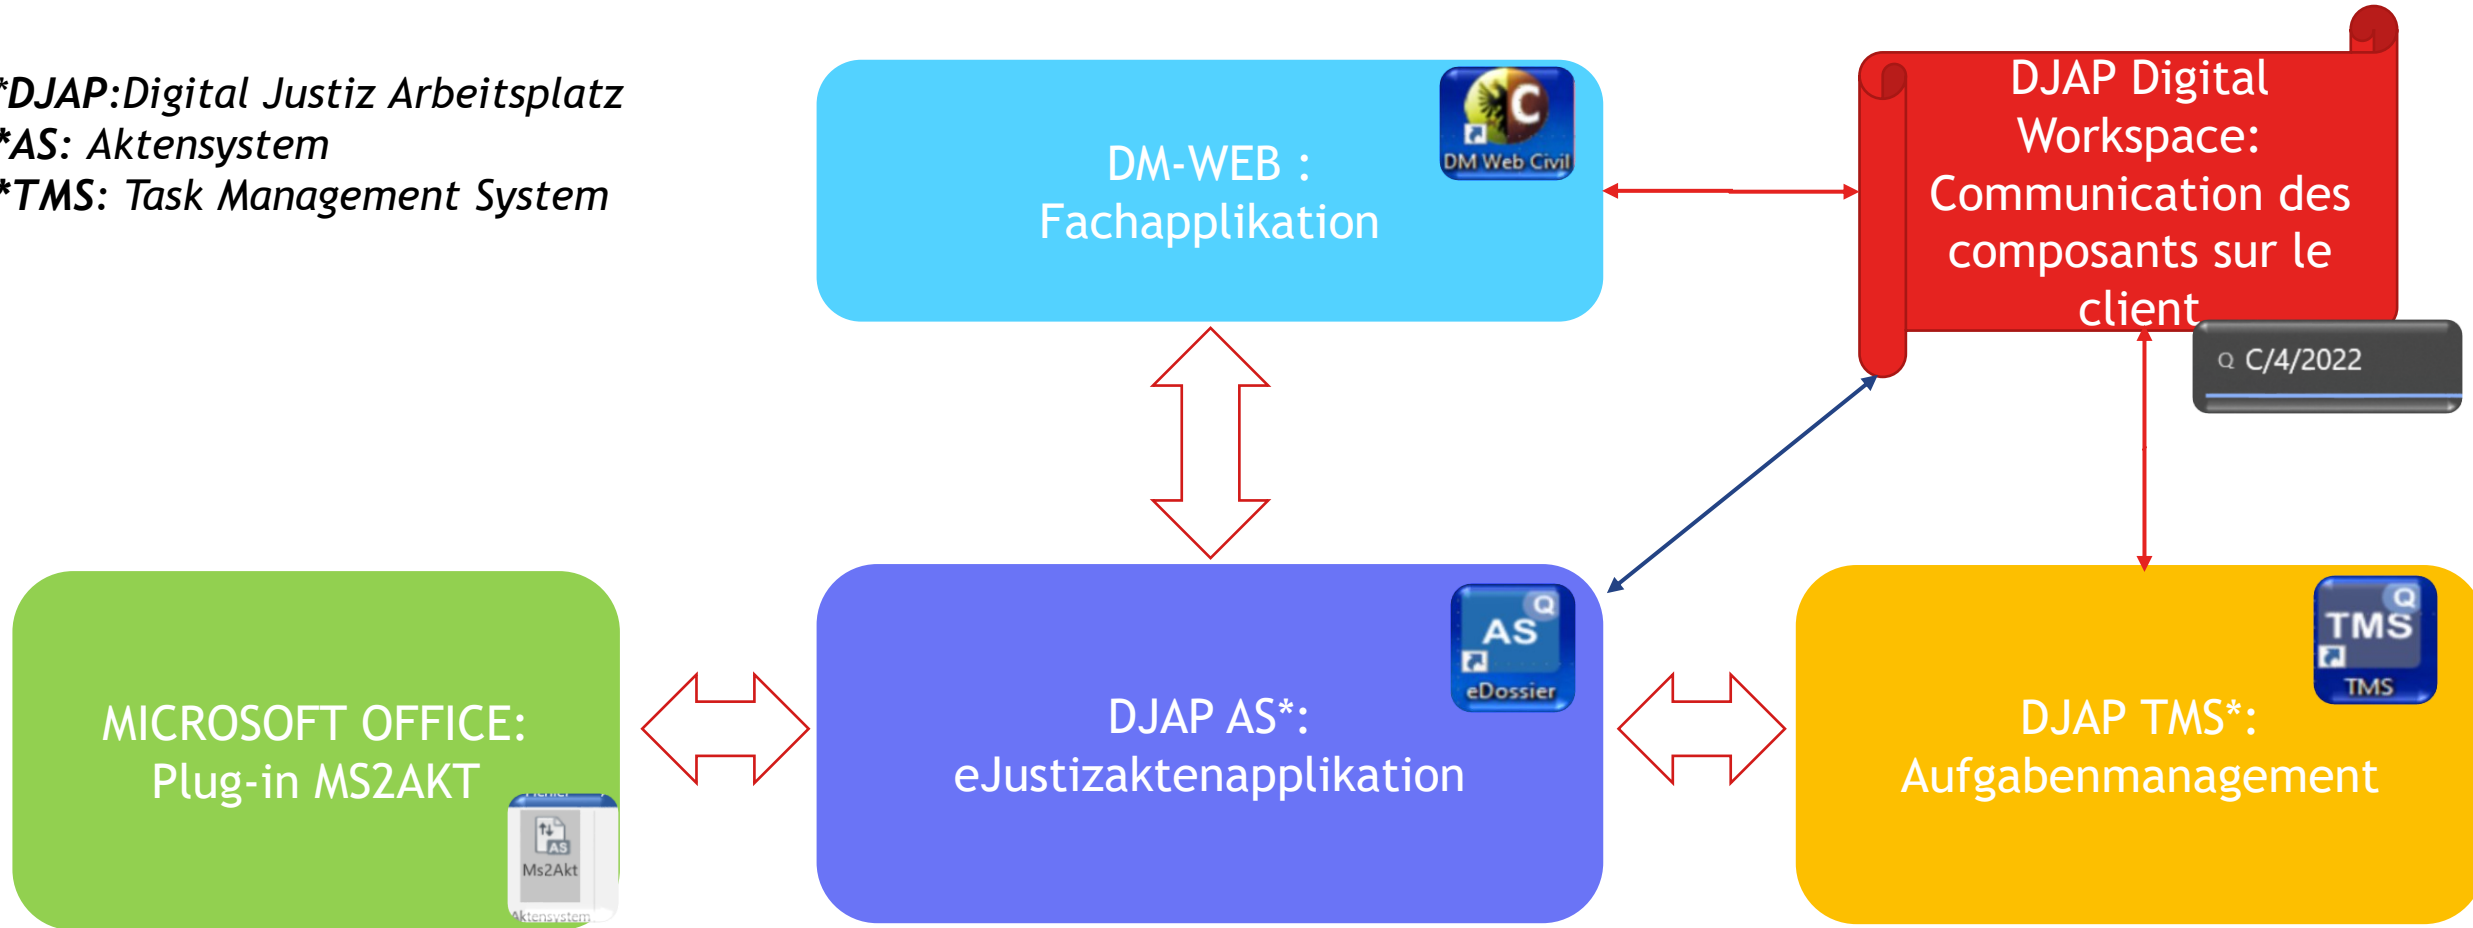 *DJAP:Digital Justiz Arbeitsplatz
*AS: Aktensystem
*TMS: Task Management System
DM-WEB :
Fachapplikation
DM Web Civil
C
DJAP Digital
Workspace:
Communication des
composants sur le
client
Q C/4/2022
MICROSOFT OFFICE:
Plug-in MS2AKT
AS
Ms2Akt
Aktensystem
DJAP AS*:
eJustizaktenapplikation
Q
AS
eDossier
DJAP TMS*:
Aufgabenmanagement
Q
TMS
TMS